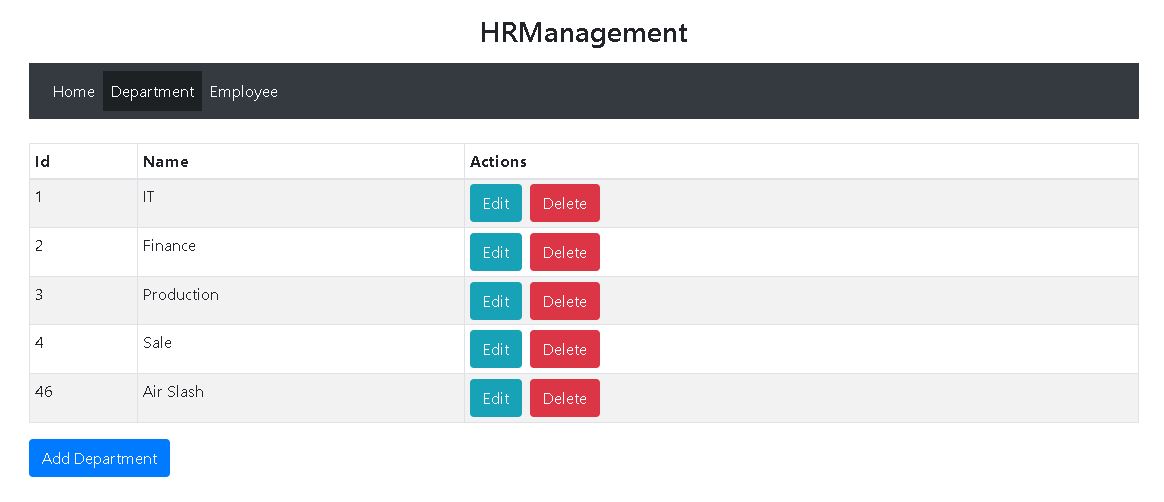 HRManagement
Home Department Employee
Id Name Actions
1 IT Edit Delete
2 Finance Edit Delete
3 Production Edit Delete
4 Sale Edit Delete
46 Air Slash Edit Delete
Add Department